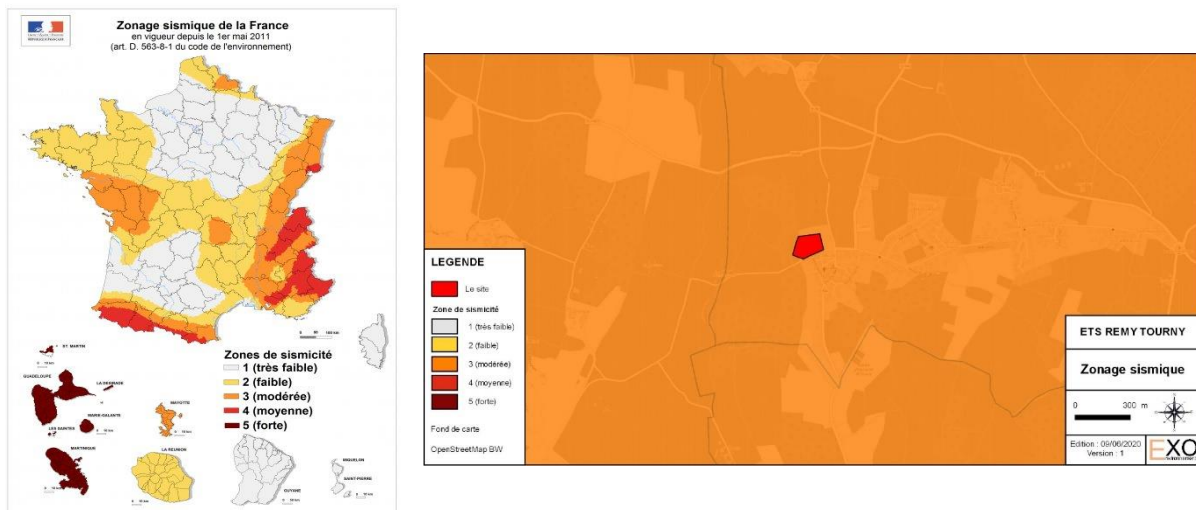 Zonage sismique de la France
en vigueur depuis le 1er mai 2011
(art. D. 563-8-1 du code de l'environnement)
ST. MARTIN
GUADELOUPE
LA DESIRADE
MARIE-GALANTE
LES SAINTES
MARTINIQUE
MAYOTTE
LA REUNION
GUYANE
MIQUELON
SAINT-PIERRE
Zones de sismicité
1 (très faible)
2 (faible)
3 (modérée)
4 (moyenne)
5 (forte)
LEGENDE
Le site
Zone de sismicité
1 (très faible)
2 (faible)
3 (modérée)
4 (moyenne)
5 (forte)
Fond de carte
OpenStreetMap BW
ETS REMY TOURNY
Zonage sismique
0 300 m
Edition : 09/06/2020
Version : 1
EXO